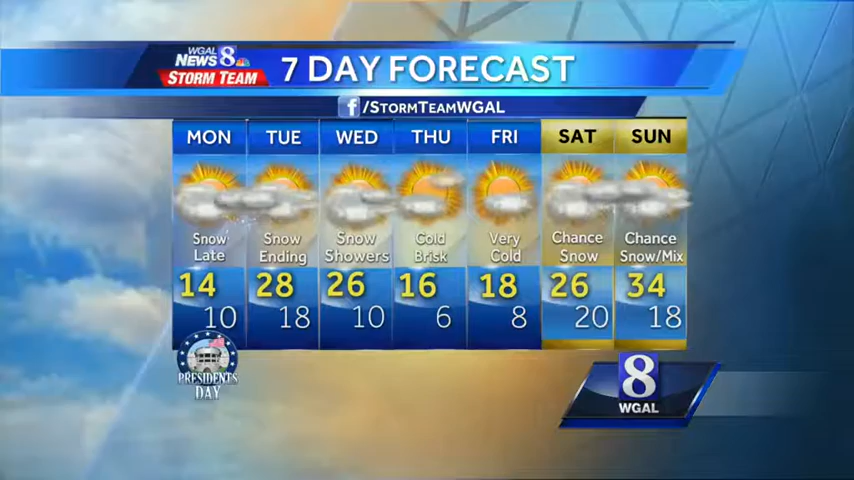 WGAL
NEWS 8
STORM TEAM
7 DAY FORECAST
f /STORMTEAMWGAL
MON TUE WED THU FRI SAT SUN
Snow Late
Snow Ending
Snow Showers
Cold Brisk
Very Cold
Chance Snow
Chance Snow/Mix
14 28 26 16 18 26 34
10 18 10 6 8 20 18
PRESIDENTS
DAY
8
WGAL